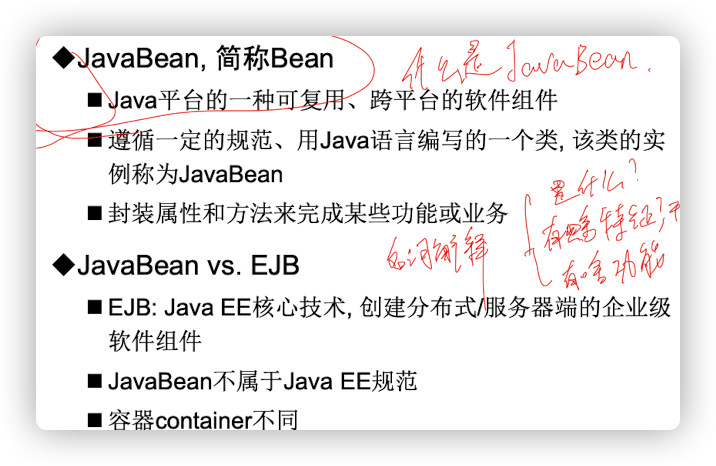 ◆JavaBean, 简称Bean
什么是JavaBean.
■Java平台的一种可复用、跨平台的软件组件
■遵循一定的规范、用Java语言编写的一个类, 该类的实
例称为JavaBean
是什么?
■封装属性和方法来完成某些功能或业务
有啥特征?
名词解释
有啥功能
◆JavaBean vs. EJB
■EJB: Java EE核心技术, 创建分布式/服务器端的企业级
软件组件
■JavaBean不属于Java EE规范
■容器container不同